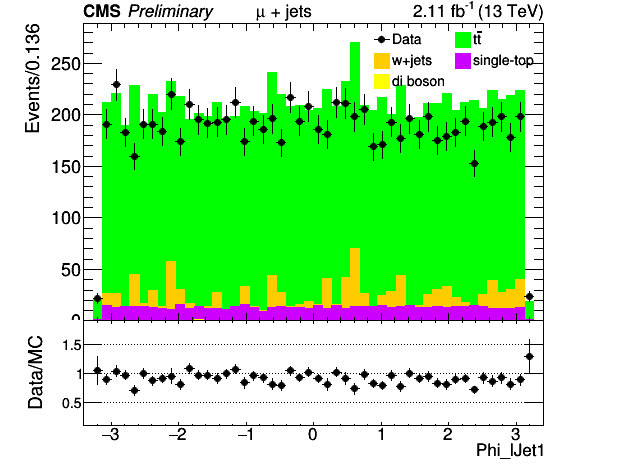 CMS Preliminary μ + jets 2.11 fb⁻¹ (13 TeV)
Events/0.136
250
200
150
100
50
0
Data
tt̄
w+jets
single-top
di boson
Data/MC
1.5
1
0.5
−3 −2 −1 0 1 2 3
Phi_lJet1